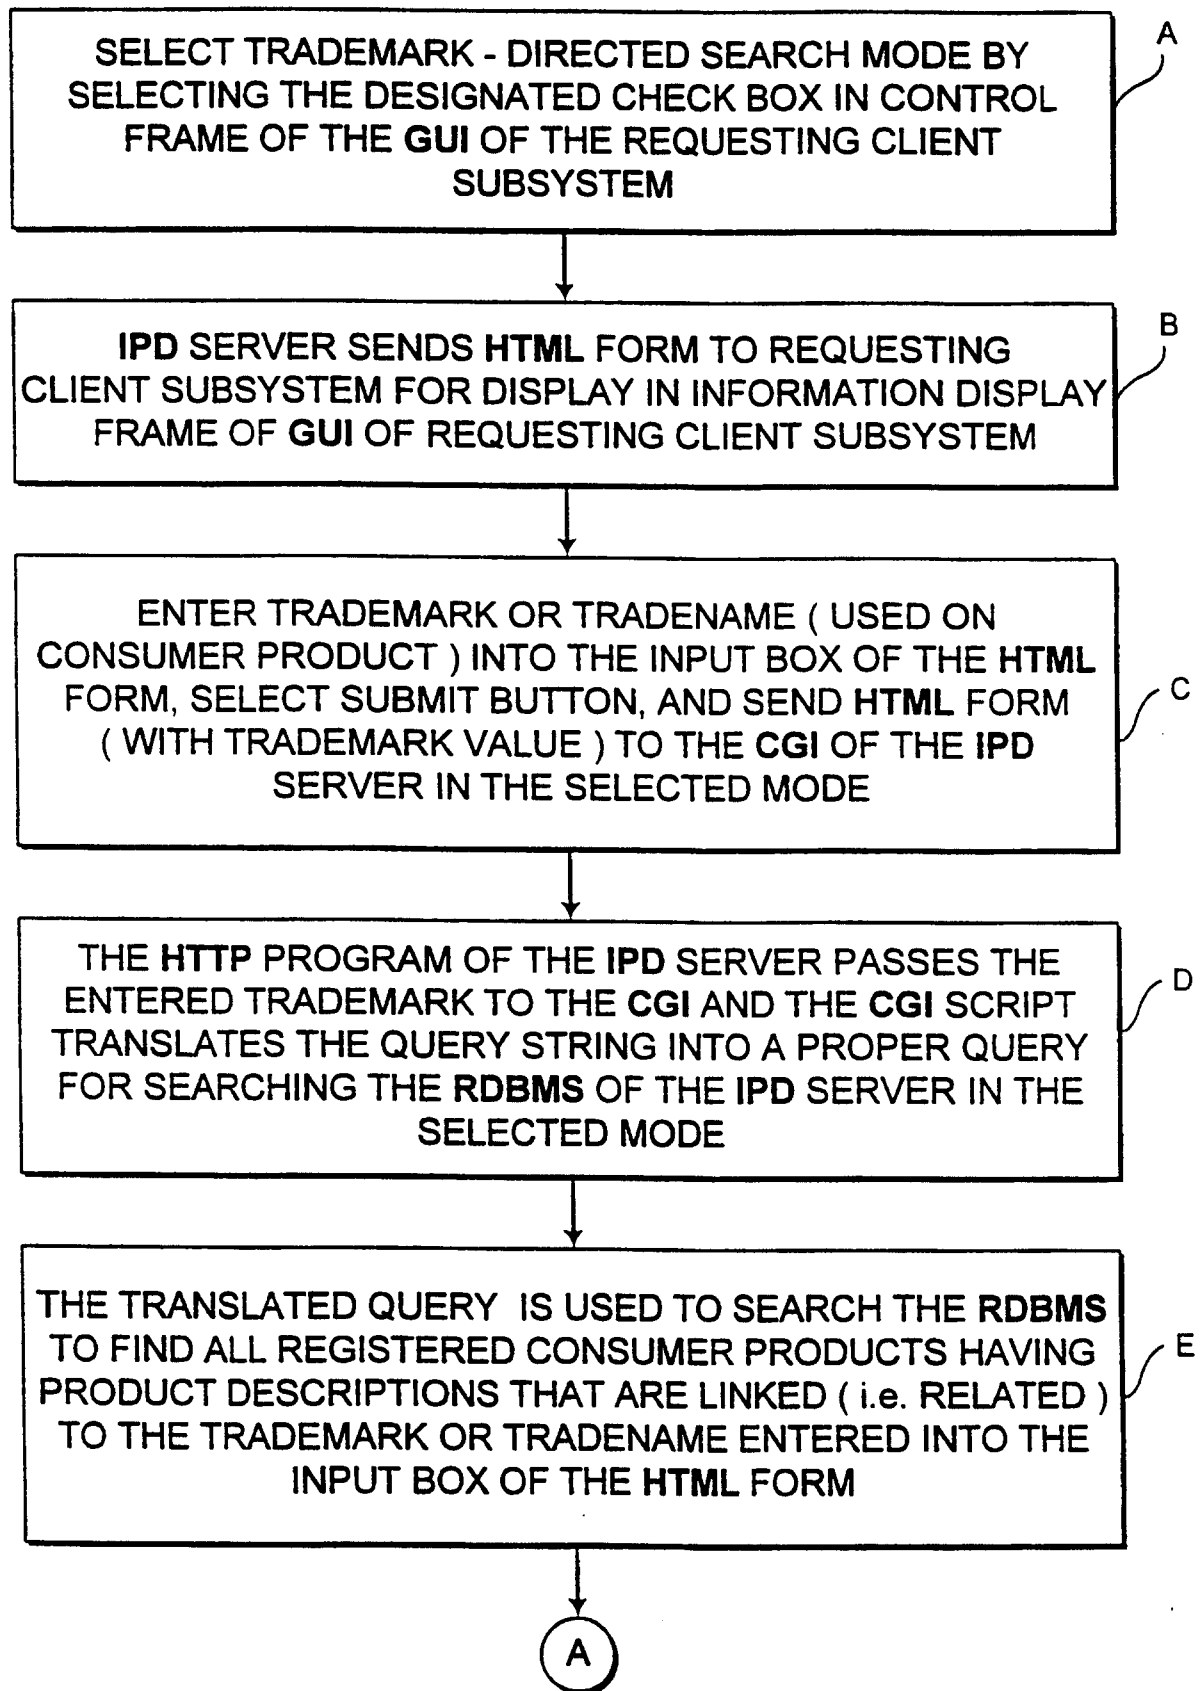 SELECT TRADEMARK - DIRECTED SEARCH MODE BY
SELECTING THE DESIGNATED CHECK BOX IN CONTROL
FRAME OF THE GUI OF THE REQUESTING CLIENT
SUBSYSTEM
A
IPD SERVER SENDS HTML FORM TO REQUESTING
CLIENT SUBSYSTEM FOR DISPLAY IN INFORMATION DISPLAY
FRAME OF GUI OF REQUESTING CLIENT SUBSYSTEM
B
ENTER TRADEMARK OR TRADENAME ( USED ON
CONSUMER PRODUCT ) INTO THE INPUT BOX OF THE HTML
FORM, SELECT SUBMIT BUTTON, AND SEND HTML FORM
( WITH TRADEMARK VALUE ) TO THE CGI OF THE IPD
SERVER IN THE SELECTED MODE
C
THE HTTP PROGRAM OF THE IPD SERVER PASSES THE
ENTERED TRADEMARK TO THE CGI AND THE CGI SCRIPT
TRANSLATES THE QUERY STRING INTO A PROPER QUERY
FOR SEARCHING THE RDBMS OF THE IPD SERVER IN THE
SELECTED MODE
D
THE TRANSLATED QUERY IS USED TO SEARCH THE RDBMS
TO FIND ALL REGISTERED CONSUMER PRODUCTS HAVING
PRODUCT DESCRIPTIONS THAT ARE LINKED ( i.e. RELATED )
TO THE TRADEMARK OR TRADENAME ENTERED INTO THE
INPUT BOX OF THE HTML FORM
E
A